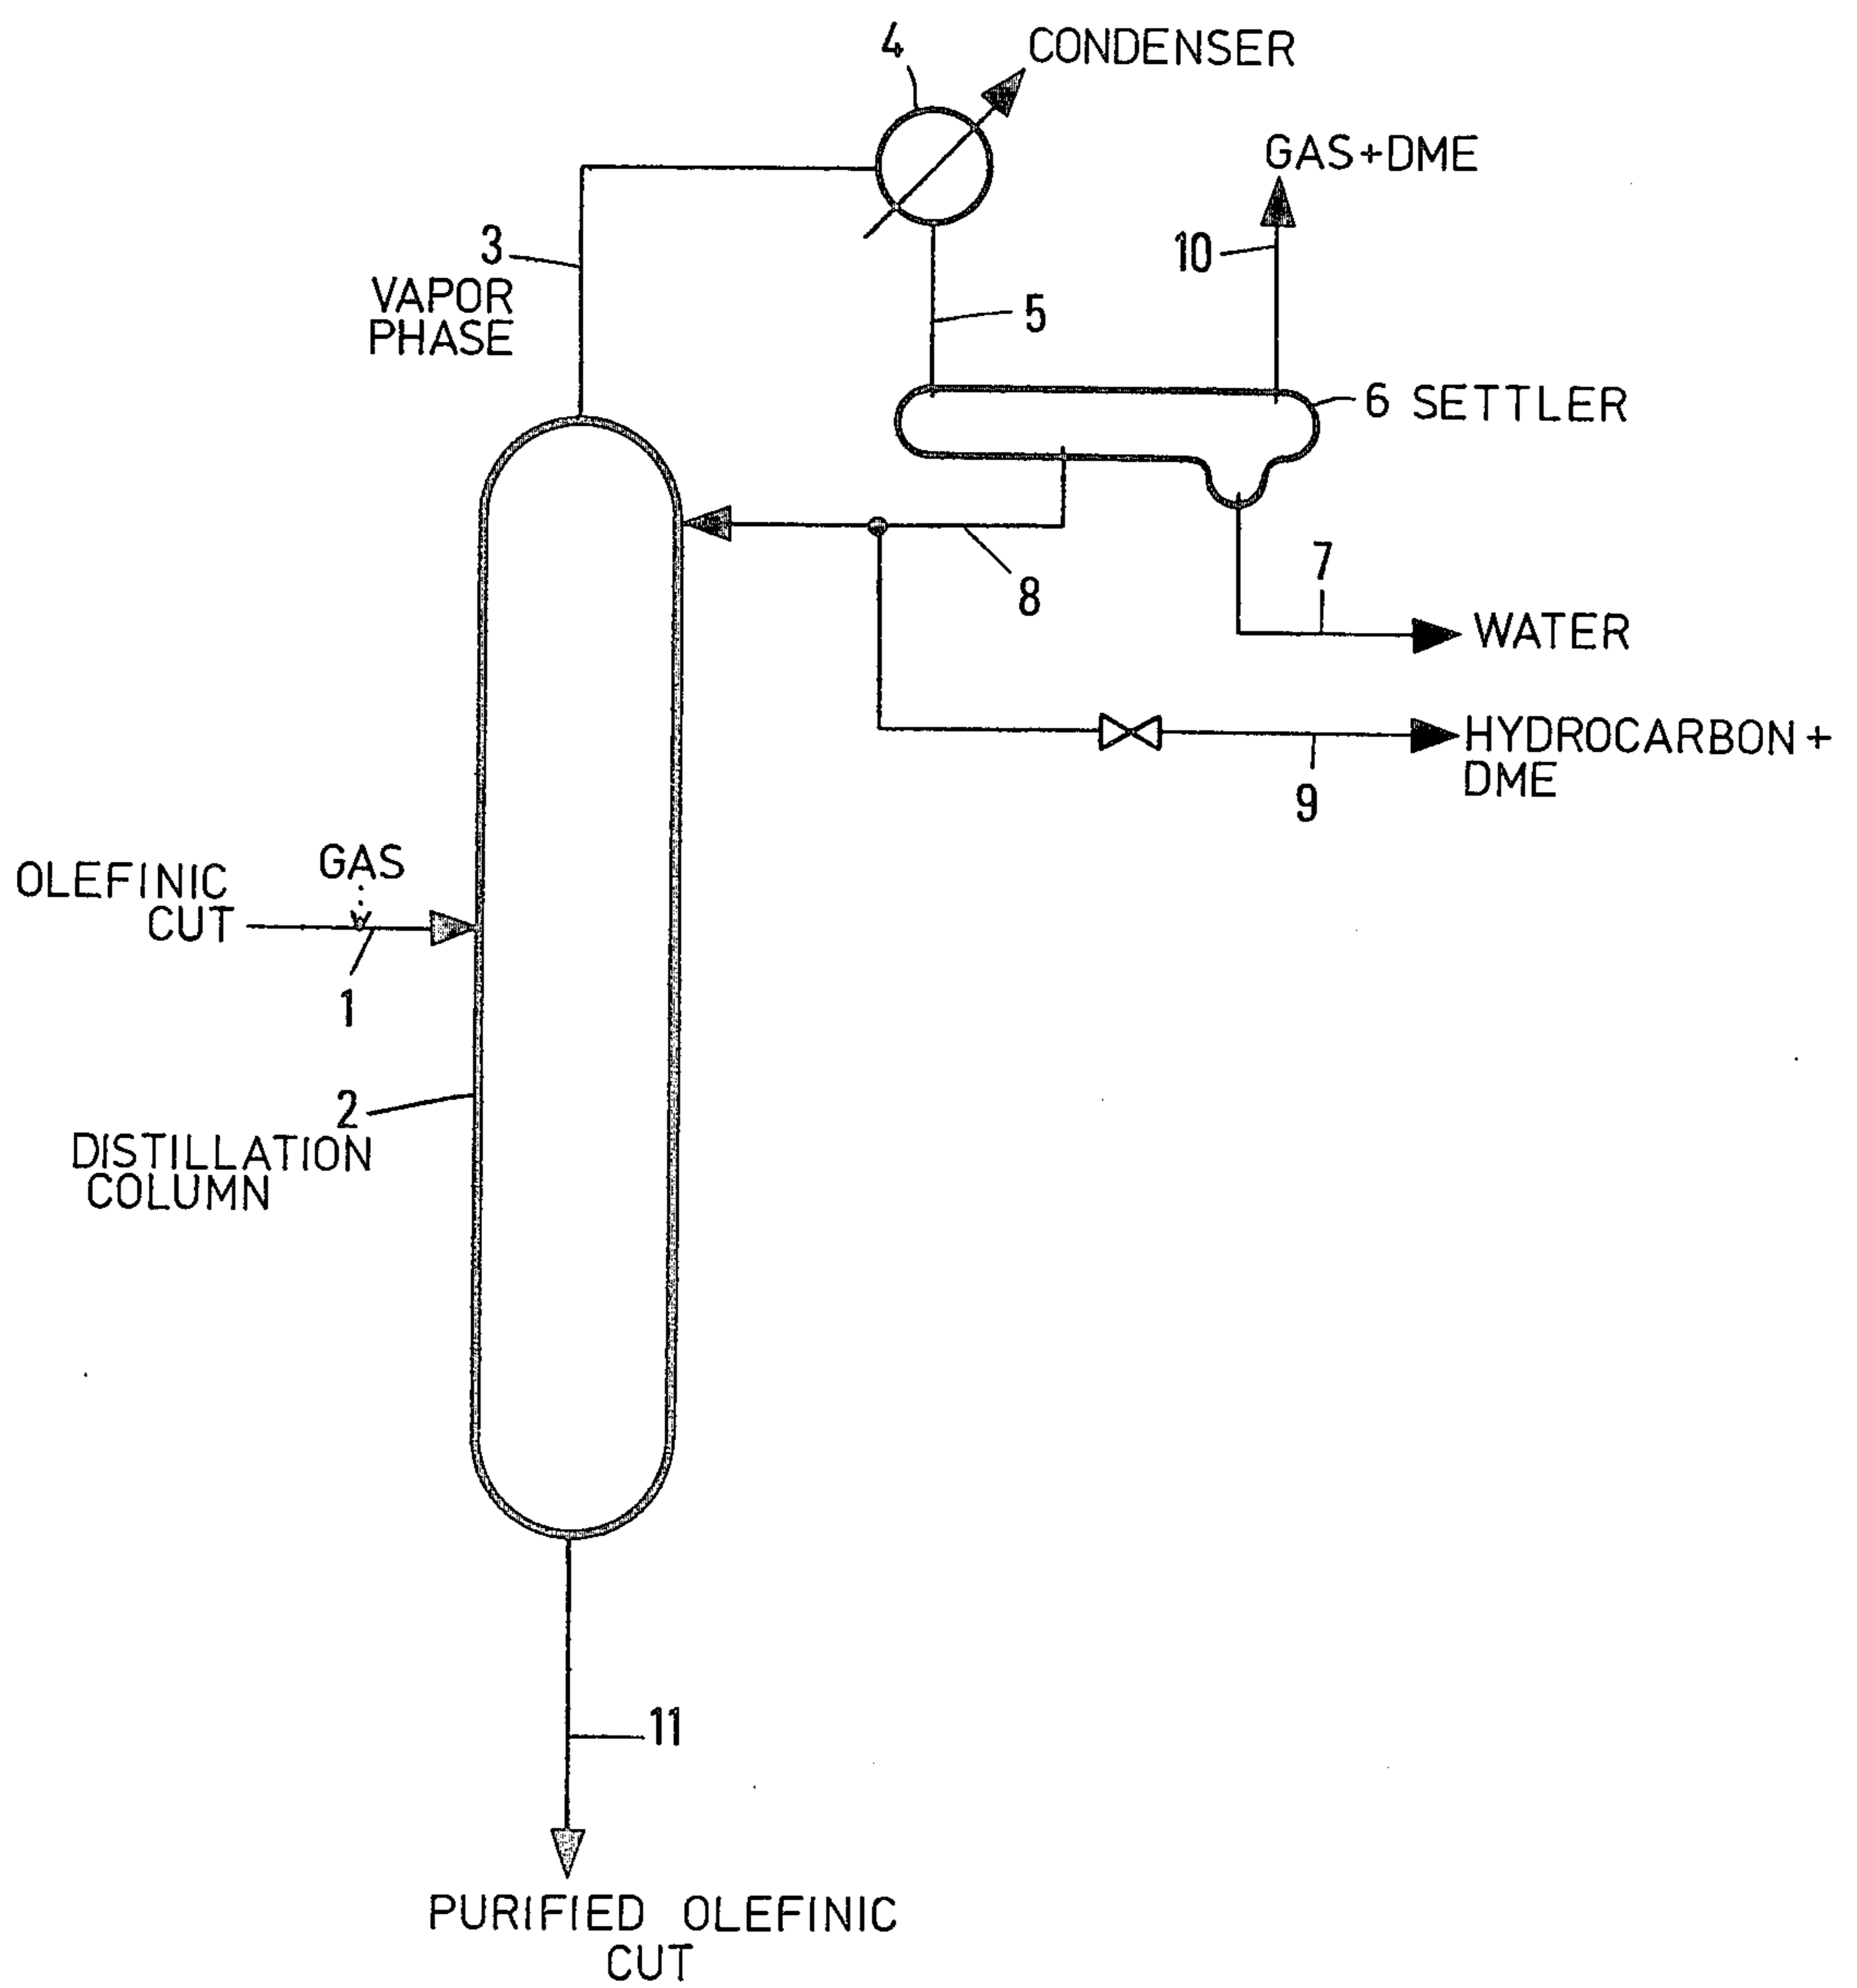 4
CONDENSER
GAS+DME
3
VAPOR
PHASE
10
5
6 SETTLER
8
7
WATER
HYDROCARBON+
DME
9
GAS
OLEFINIC
CUT
1
2
DISTILLATION
COLUMN
11
PURIFIED OLEFINIC
CUT